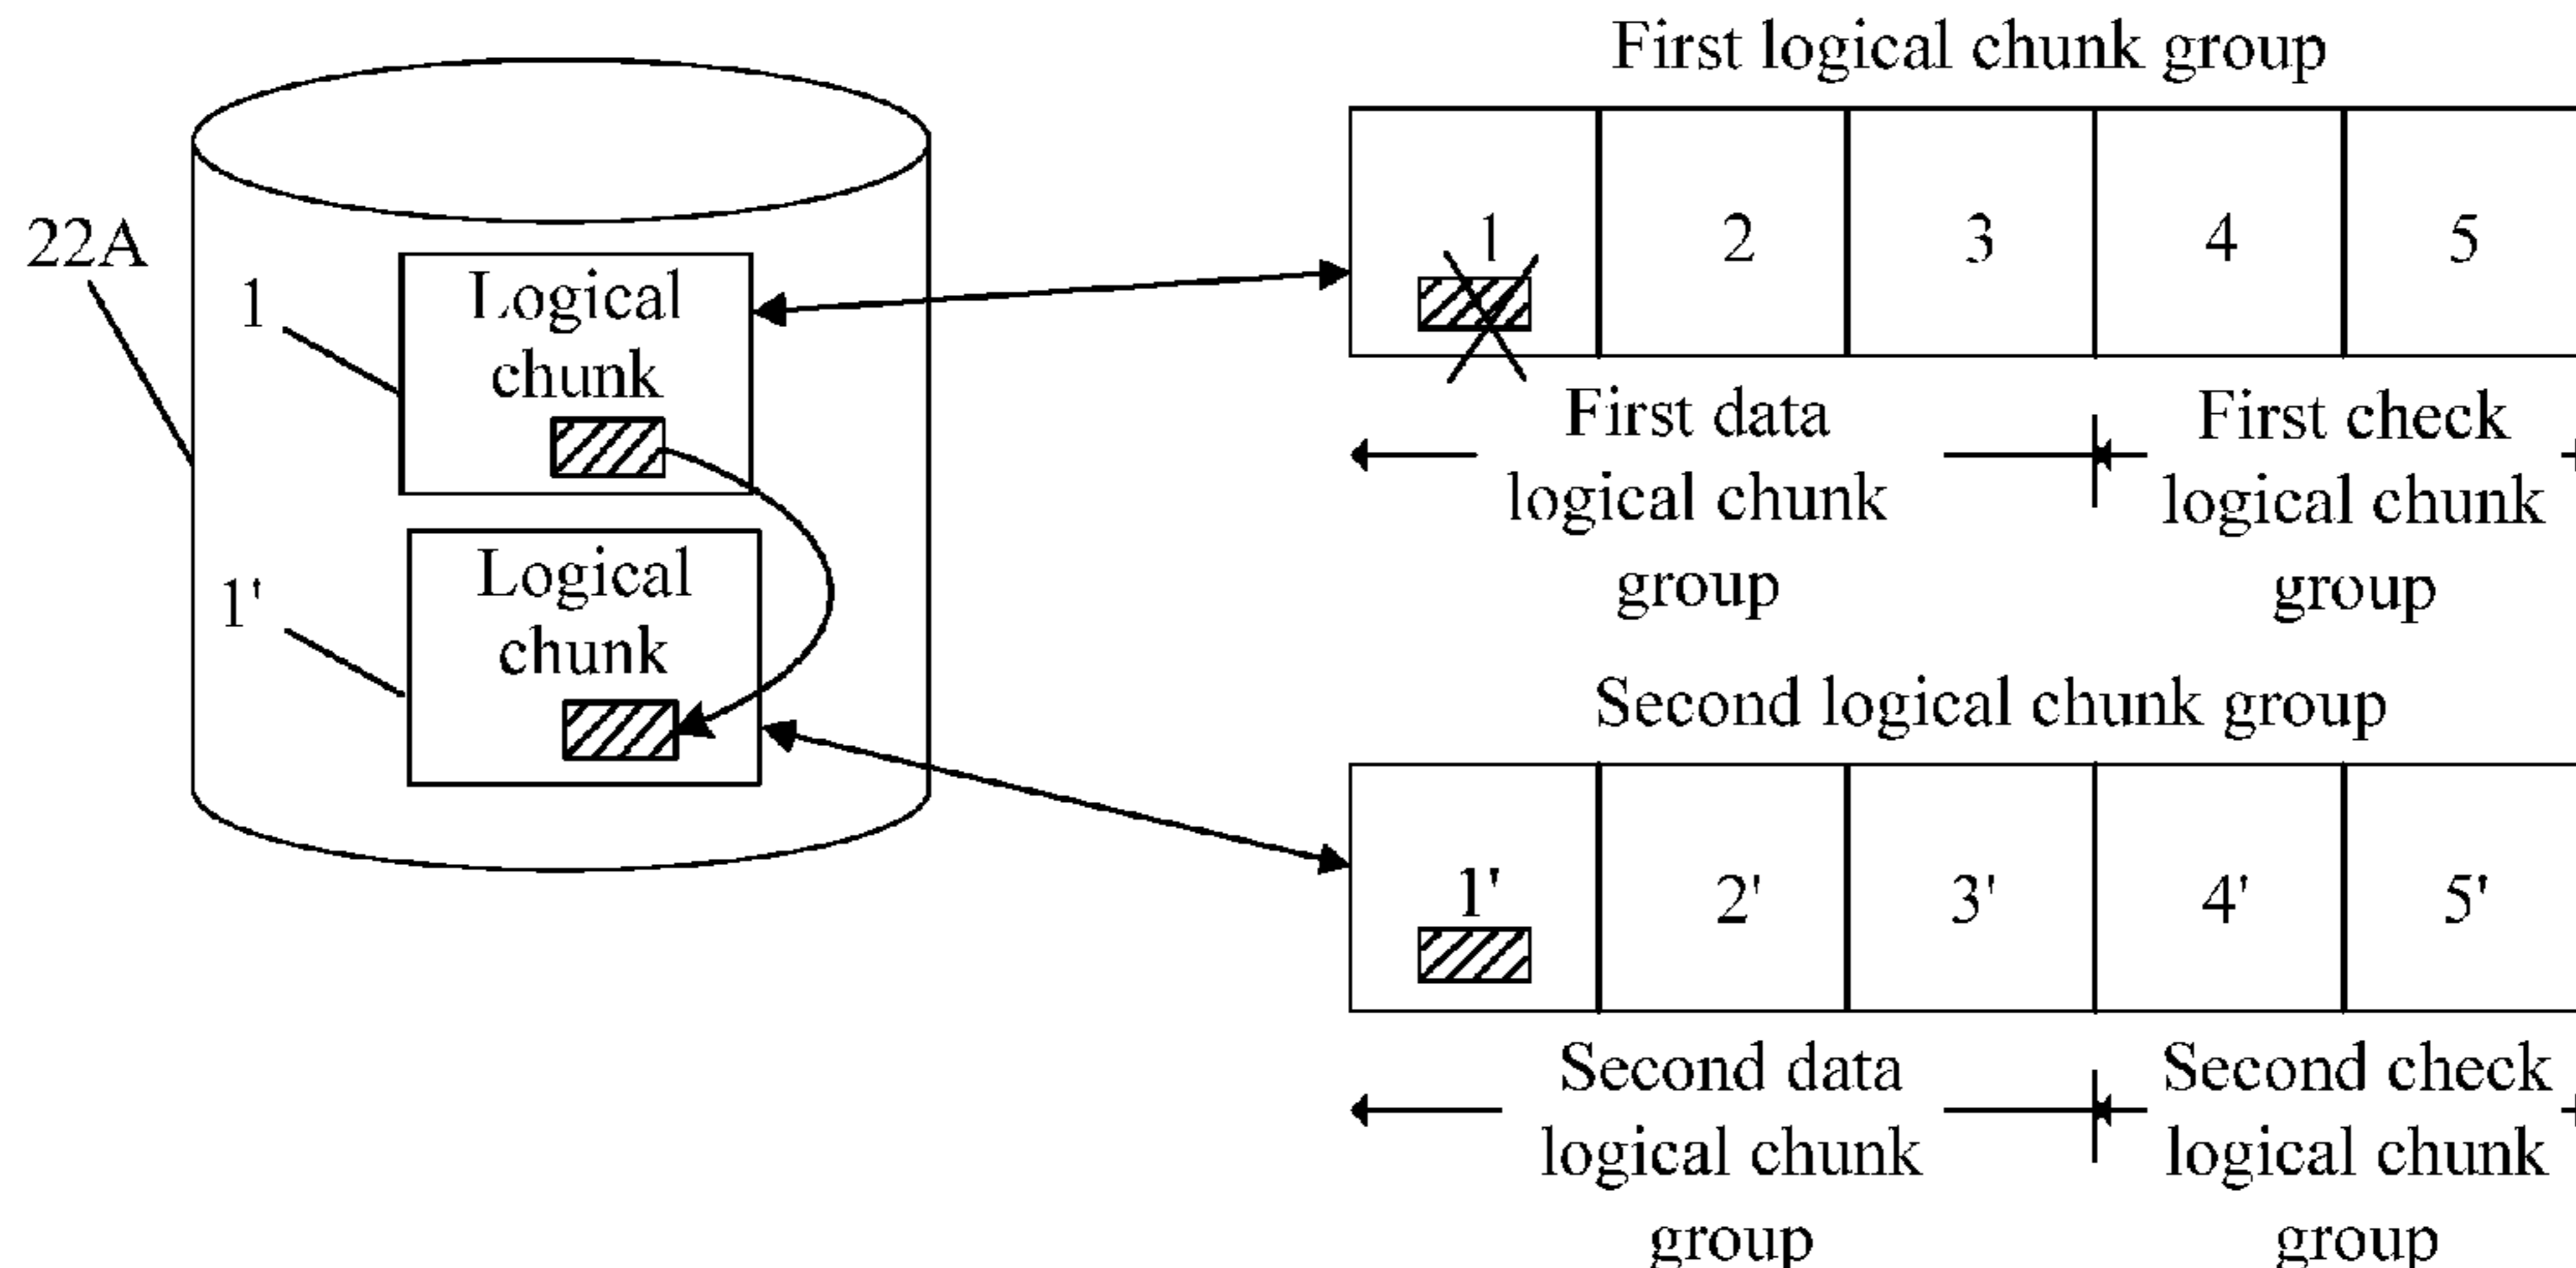 22A
1
Logical
chunk
1'
Logical
chunk
First logical chunk group
1 2 3 4 5
First data
logical chunk
group
First check
logical chunk
group
Second logical chunk group
1' 2' 3' 4' 5'
Second data
logical chunk
group
Second check
logical chunk
group